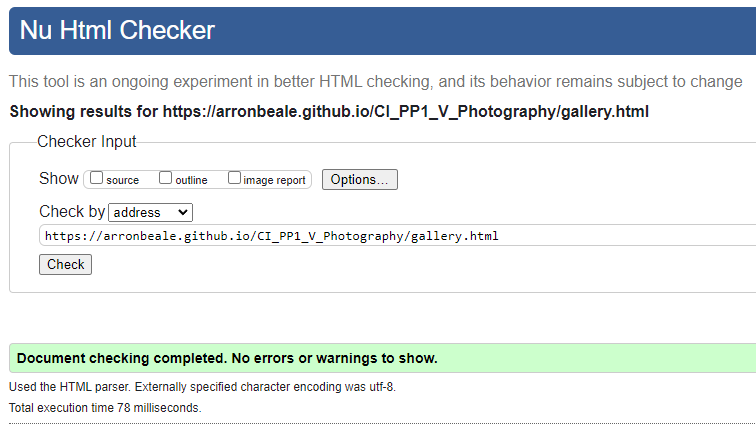 Nu Html Checker
This tool is an ongoing experiment in better HTML checking, and its behavior remains subject to change
Showing results for https://arronbeale.github.io/CI_PP1_V_Photography/gallery.html
Checker Input
Show source outline image report Options...
Check by address
https://arronbeale.github.io/CI_PP1_V_Photography/gallery.html
Check
Document checking completed. No errors or warnings to show.
Used the HTML parser. Externally specified character encoding was utf-8.
Total execution time 78 milliseconds.